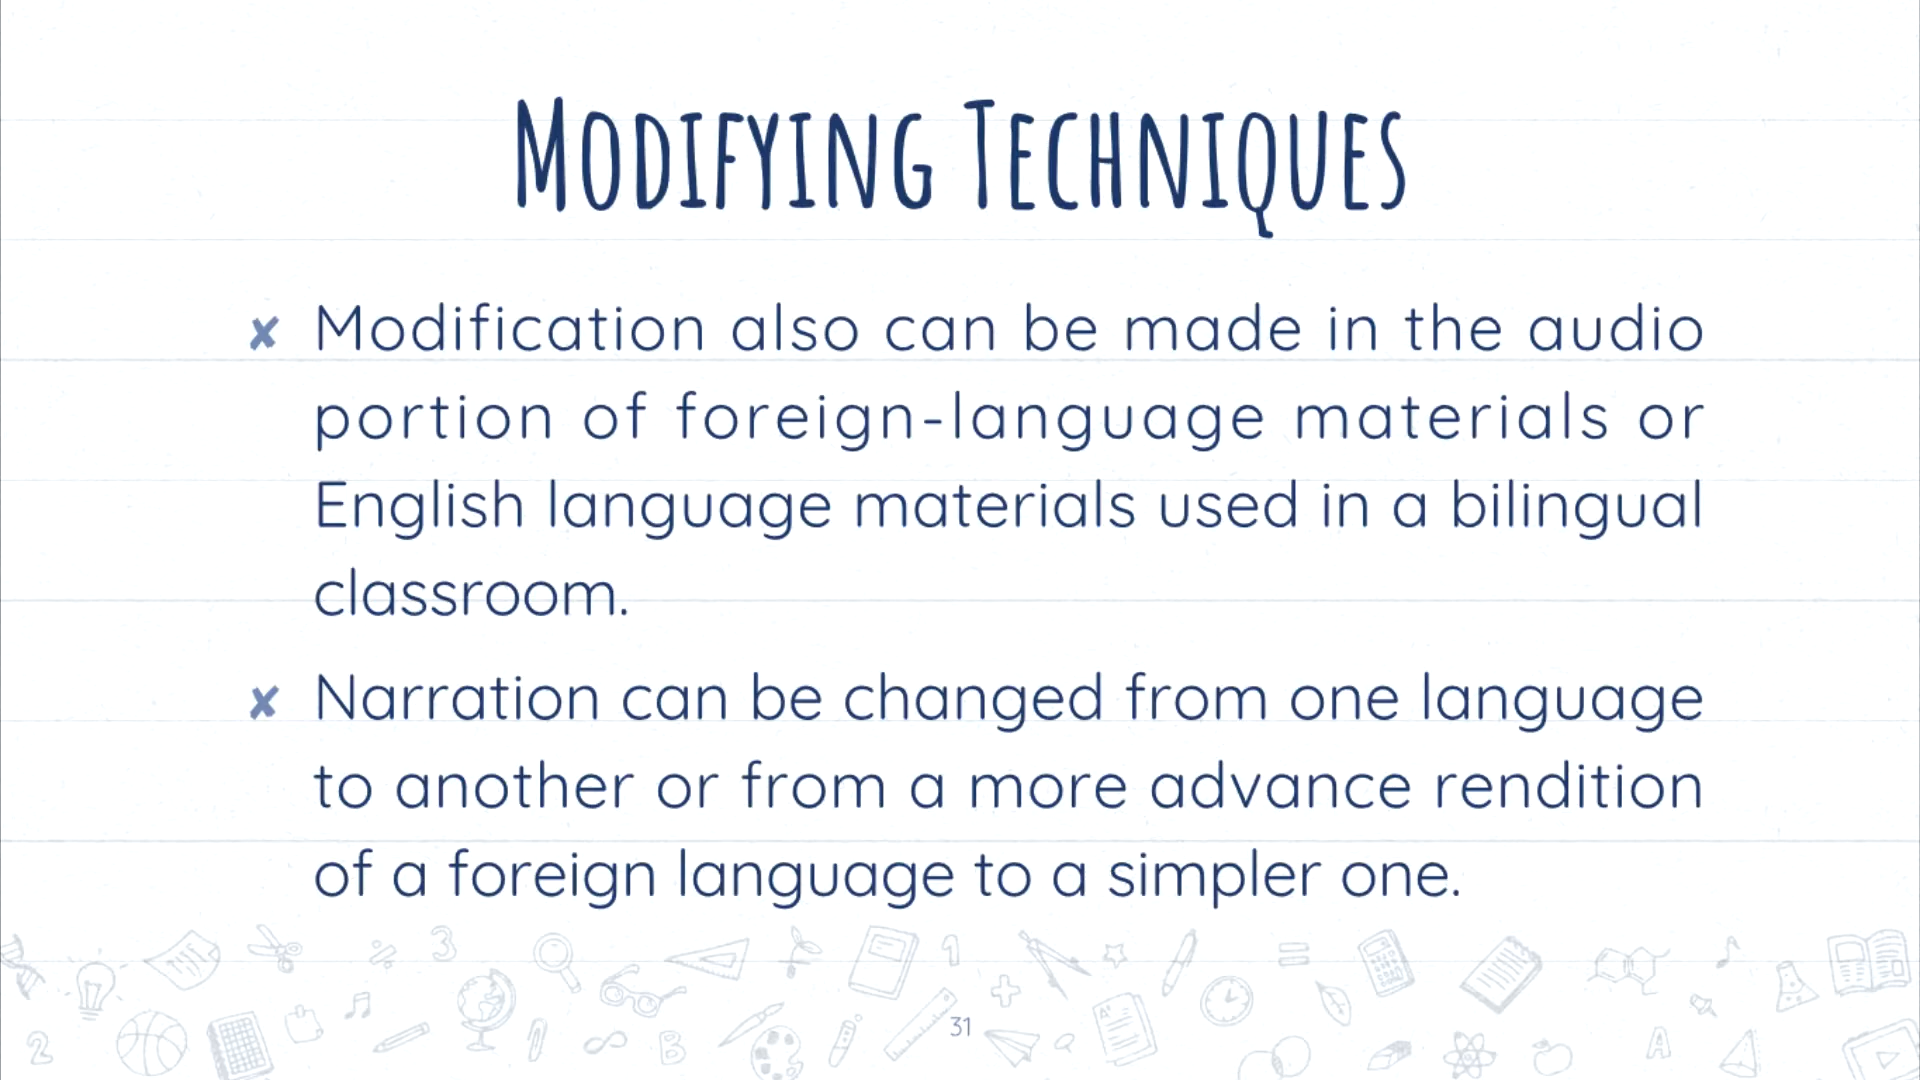 Modifying Techniques
✘ Modification also can be made in the audio
portion of foreign-language materials or
English language materials used in a bilingual
classroom.
✘ Narration can be changed from one language
to another or from a more advance rendition
of a foreign language to a simpler one.
31